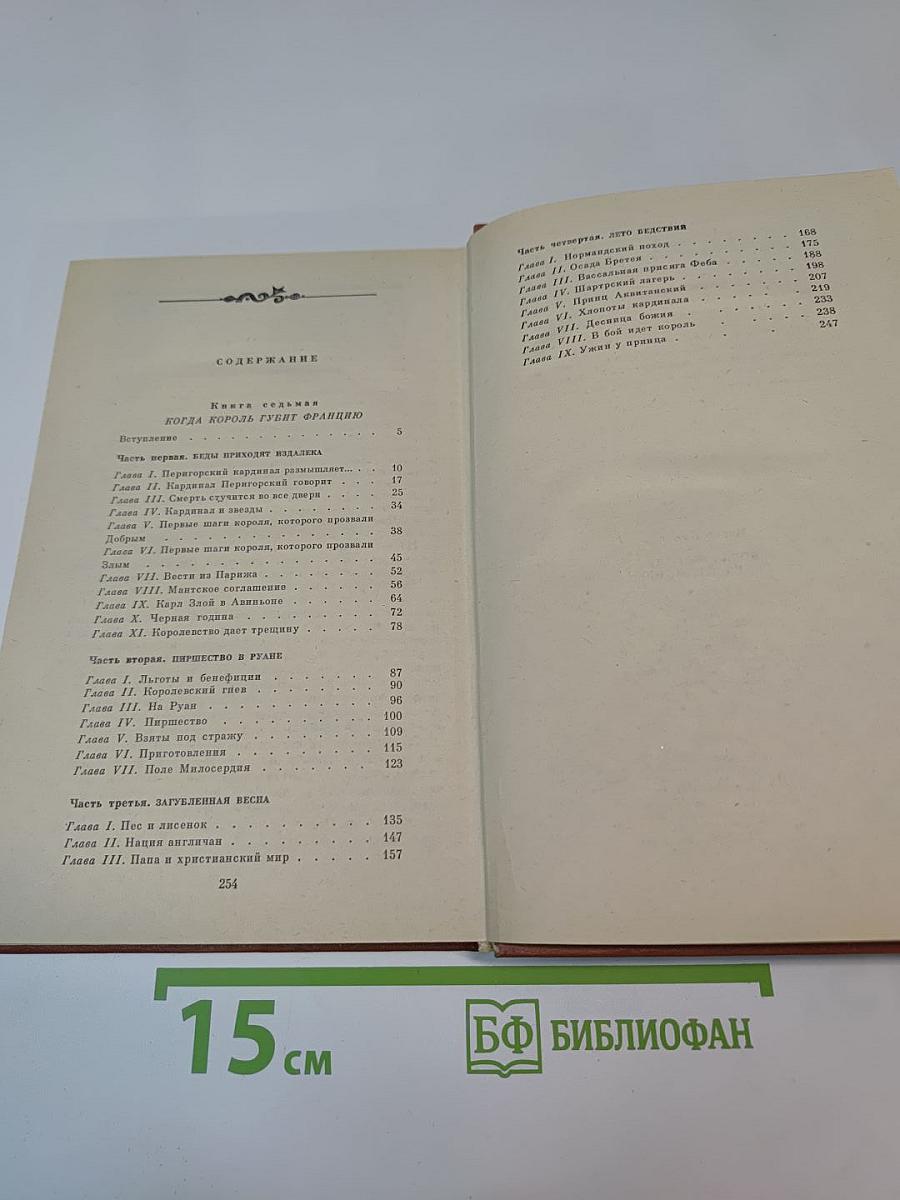 СОДЕРЖАНИЕ
Книга седьмая
КОГДА КОРОЛЬ ГУБИТ ФРАНЦИЮ
Вступление . . . . . . . . . . . . . . 5
Часть первая. БЕДЫ ПРИХОДЯТ ИЗДАЛЕКА
Глава I. Перигорский кардинал размышляет... . . 10
Глава II. Кардинал Перигорский говорит . . . 17
Глава III. Смерть стучится во все двери . . . . 25
Глава IV. Кардинал и звезды . . . . . . . . 34
Глава V. Первые шаги короля, которого прозвали
Добрым . . . . . . . . . . . . . . . 38
Глава VI. Первые шаги короля, которого прозвали
Злым . . . . . . . . . . . . . . . . 45
Глава VII. Вести из Парижа . . . . . . . . 52
Глава VIII. Мантское соглашение . . . . . . 56
Глава IX. Карл Злой в Авиньоне . . . . . . 64
Глава X. Черная година . . . . . . . . . 72
Глава XI. Королевство дает трещину . . . . . 78
Часть вторая. ПИРШЕСТВО В РУАНЕ
Глава I. Льготы и бенефиции . . . . . . . 87
Глава II. Королевский гнев . . . . . . . . 90
Глава III. На Руан . . . . . . . . . . . 96
Глава IV. Пиршество . . . . . . . . . . 100
Глава V. Взяты под стражу . . . . . . . . 109
Глава VI. Приготовления . . . . . . . . . 115
Глава VII. Поле Милосердия . . . . . . . 123
Часть третья. ЗАГУБЛЕННАЯ ВЕСНА
Глава I. Пес и лисенок . . . . . . . . . . 135
Глава II. Нация англичан . . . . . . . . . 147
Глава III. Папа и христианский мир . . . . . 157
254
Часть четвертая. ЛЕТО БЕДСТВИЙ
Глава I. Нормандский поход . . . . . . . . 168
Глава II. Осада Бретея . . . . . . . . . . 175
Глава III. Вассальная присяга Феба . . . . . 188
Глава IV. Шартрский лагерь . . . . . . . . 198
Глава V. Принц Аквитанский . . . . . . . 207
Глава VI. Хлопоты кардинала . . . . . . . 219
Глава VII. Десница божия . . . . . . . . 233
Глава VIII. В бой идет король . . . . . . 238
Глава IX. Ужин у принца . . . . . . . . 247
15 см
БФ БИБЛИОФАН